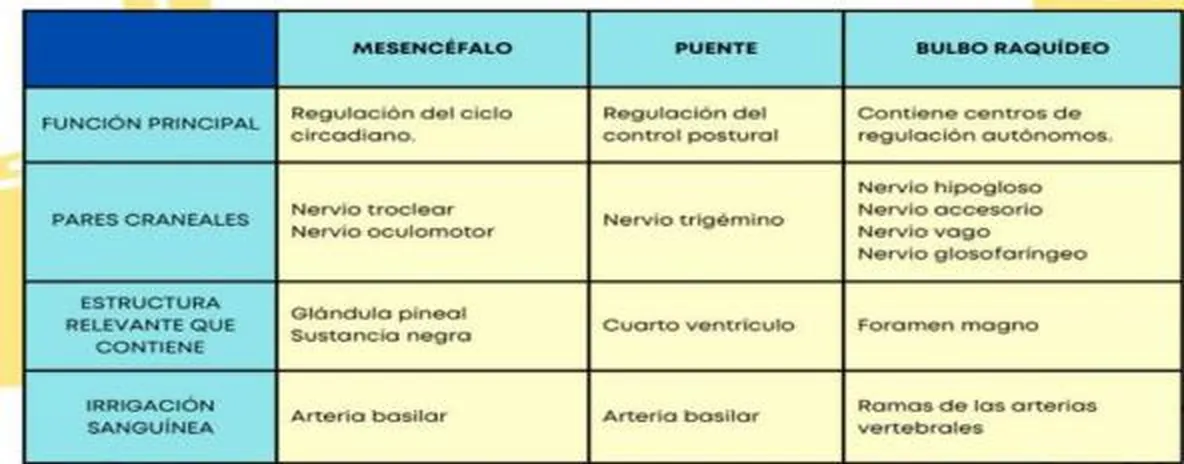 MESENCÉFALO
PUENTE
BULBO RAQUÍDEO
FUNCIÓN PRINCIPAL
Regulación del ciclo
circadiano.
Regulación del
control postural
Contiene centros de
regulación autónomos.
PARES CRANEALES
Nervio troclear
Nervio oculomotor
Nervio trigémino
Nervio hipogloso
Nervio accesorio
Nervio vago
Nervio glosofaríngeo
ESTRUCTURA
RELEVANTE QUE
CONTIENE
Glándula pineal
Sustancia negra
Cuarto ventrículo
Foramen magno
IRRIGACIÓN
SANGUÍNEA
Arteria basilar
Arteria basilar
Ramas de las arterias
vertebrales